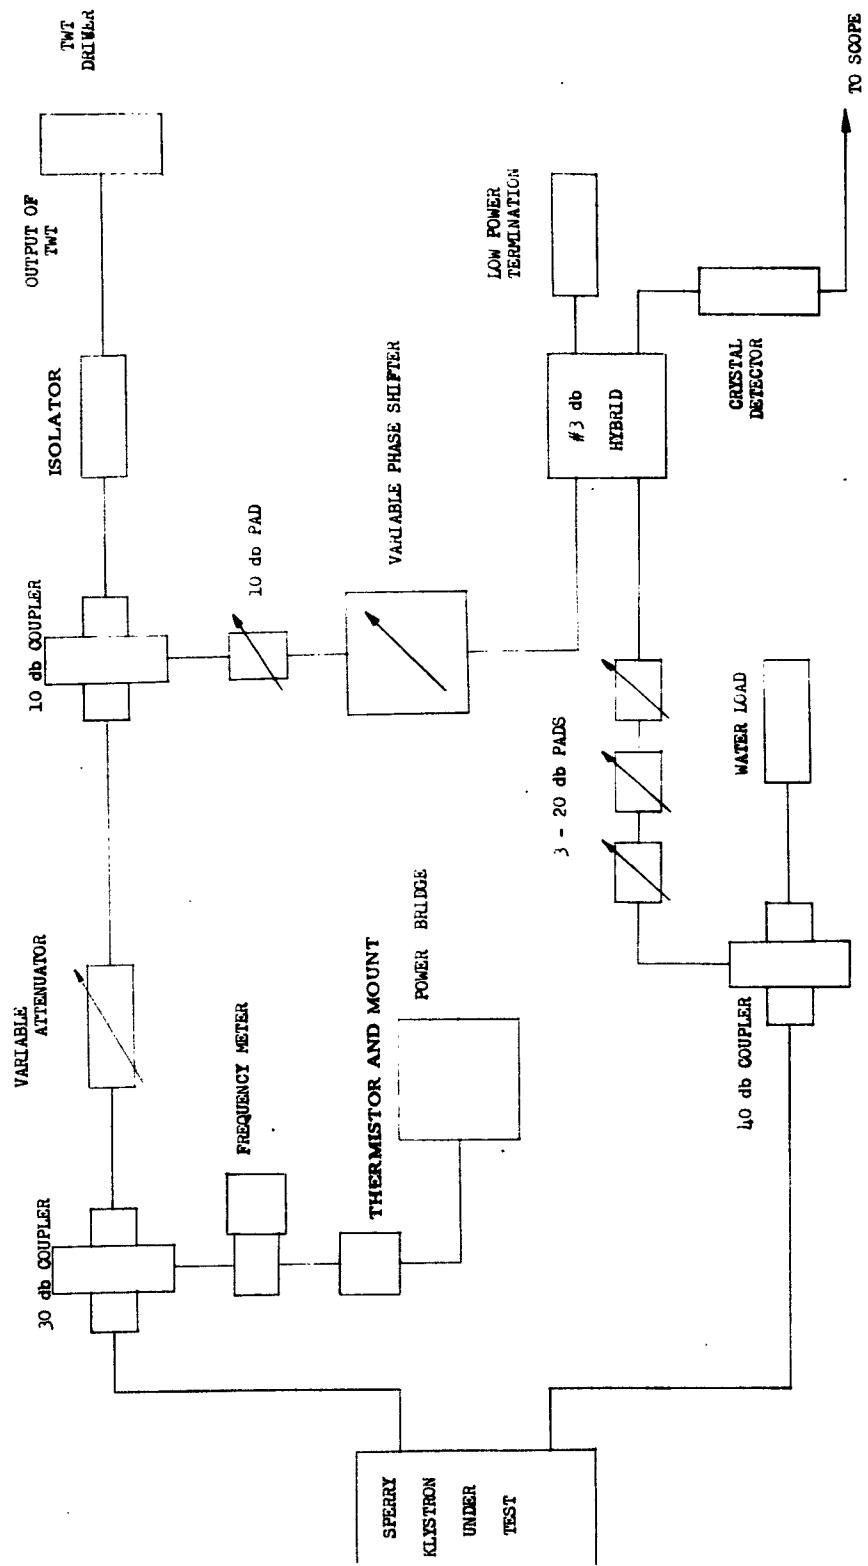 TWT
DRIVER
OUTPUT OF
TWT
ISOLATOR
10 db COUPLER
VARIABLE
ATTENUATOR
30 db COUPLER
10 db PAD
VARIABLE PHASE SHIFTER
FREQUENCY METER
THERMISTOR AND MOUNT
POWER BRIDGE
LOW POWER
TERMINATION
#3 db
HYBRID
CRYSTAL
DETECTOR
TO SCOPE
3 - 20 db PADS
WATER LOAD
40 db COUPLER
SPERRY
KLYSTRON
UNDER
TEST